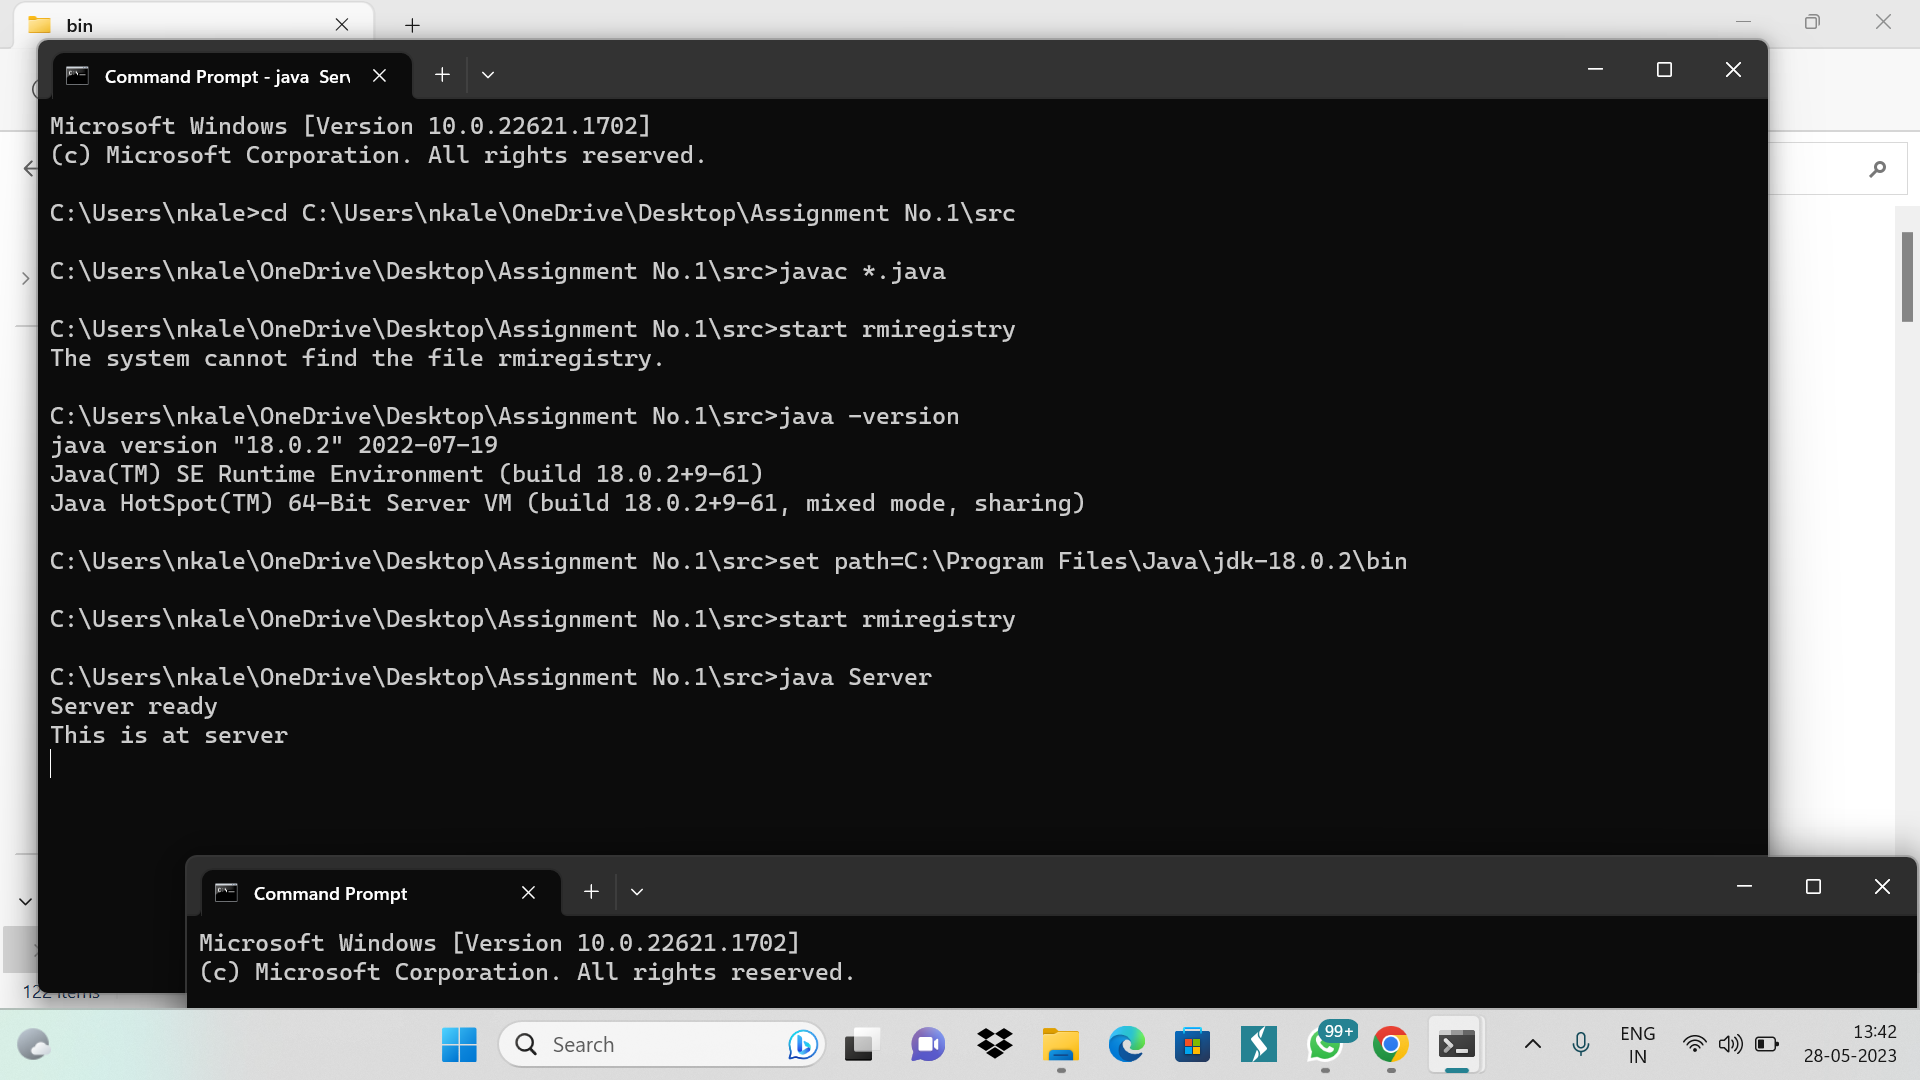 bin
Command Prompt - java  Serv
Microsoft Windows [Version 10.0.22621.1702]
(c) Microsoft Corporation. All rights reserved.
C:\Users\nkale>cd C:\Users\nkale\OneDrive\Desktop\Assignment No.1\src
C:\Users\nkale\OneDrive\Desktop\Assignment No.1\src>javac *.java
C:\Users\nkale\OneDrive\Desktop\Assignment No.1\src>start rmiregistry
The system cannot find the file rmiregistry.
C:\Users\nkale\OneDrive\Desktop\Assignment No.1\src>java -version
java version "18.0.2" 2022-07-19
Java(TM) SE Runtime Environment (build 18.0.2+9-61)
Java HotSpot(TM) 64-Bit Server VM (build 18.0.2+9-61, mixed mode, sharing)
C:\Users\nkale\OneDrive\Desktop\Assignment No.1\src>set path=C:\Program Files\Java\jdk-18.0.2\bin
C:\Users\nkale\OneDrive\Desktop\Assignment No.1\src>start rmiregistry
C:\Users\nkale\OneDrive\Desktop\Assignment No.1\src>java Server
Server ready
This is at server
Command Prompt
Microsoft Windows [Version 10.0.22621.1702]
(c) Microsoft Corporation. All rights reserved.
122 items
Search
99+
ENG
IN
13:42
28-05-2023